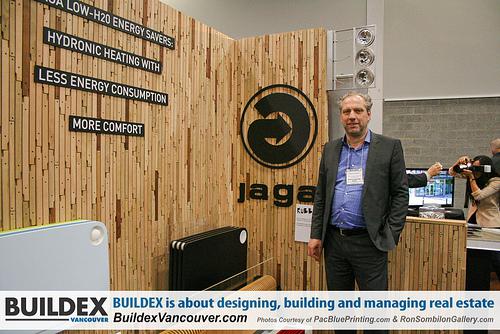 LOW-H20 ENERGY SAVERS:
HYDRONIC HEATING WITH
LESS ENERGY CONSUMPTION
MORE COMFORT
jaga
BUILDEX
VANCOUVER
BUILDEX is about designing, building and managing real estate
BuildexVancouver.com
Photos Courtesy of PacBluePrinting.com & RonSombilonGallery.com